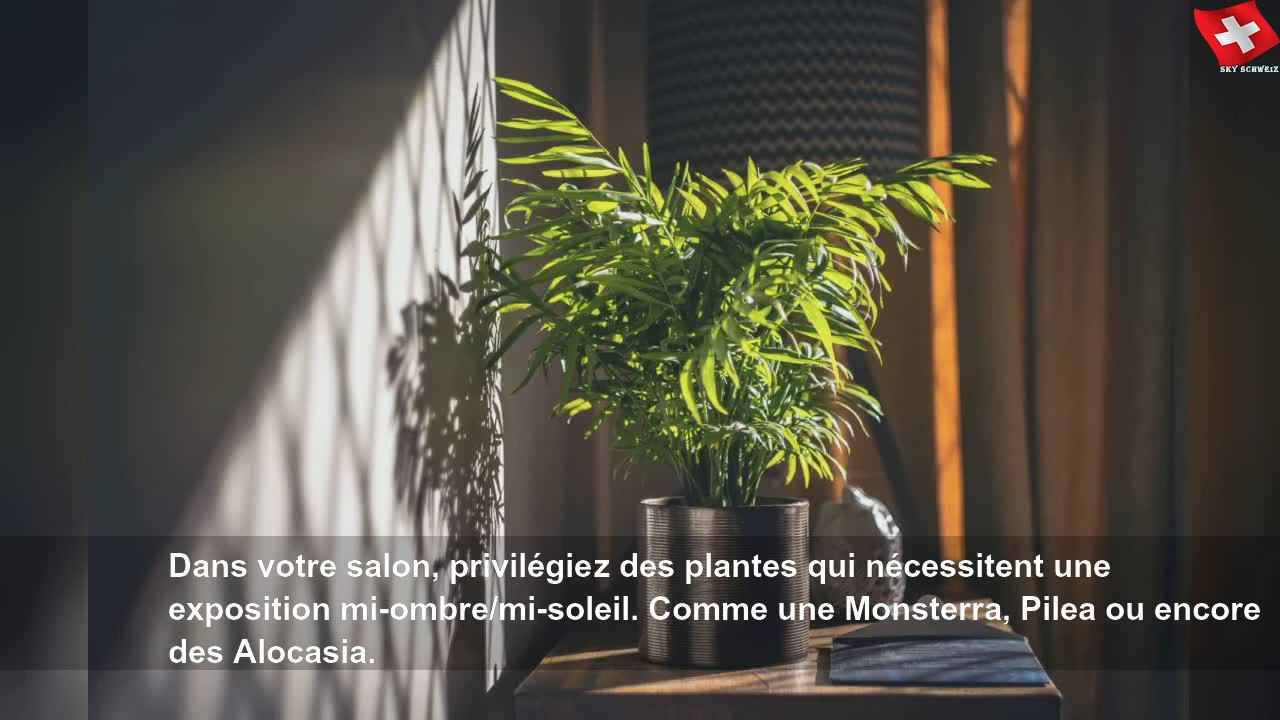 SKY SCHWEIZ
Dans votre salon, privilégiez des plantes qui nécessitent une
exposition mi-ombre/mi-soleil. Comme une Monsterra, Pilea ou encore
des Alocasia.